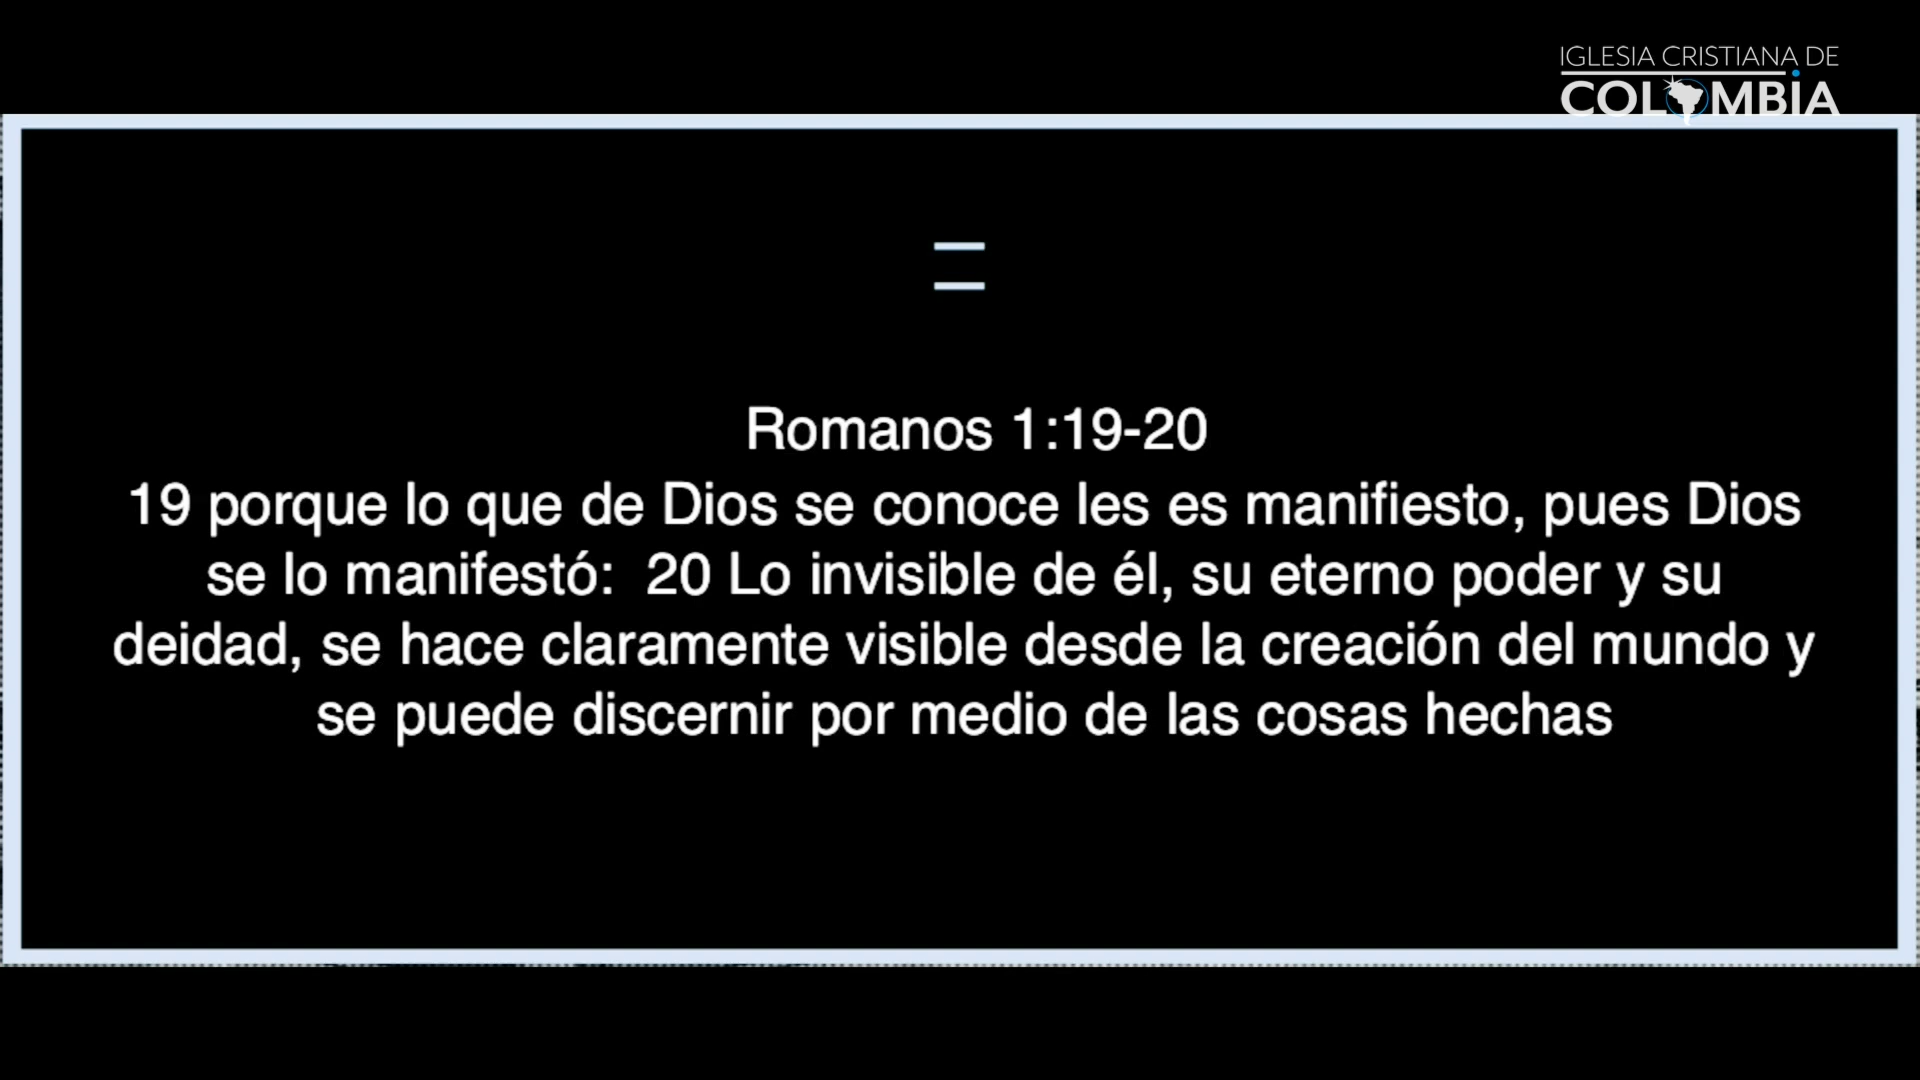 IGLESIA CRISTIANA DE
COLOMBIA
Romanos 1:19-20
19 porque lo que de Dios se conoce les es manifiesto, pues Dios
se lo manifestó:  20 Lo invisible de él, su eterno poder y su
deidad, se hace claramente visible desde la creación del mundo y
se puede discernir por medio de las cosas hechas